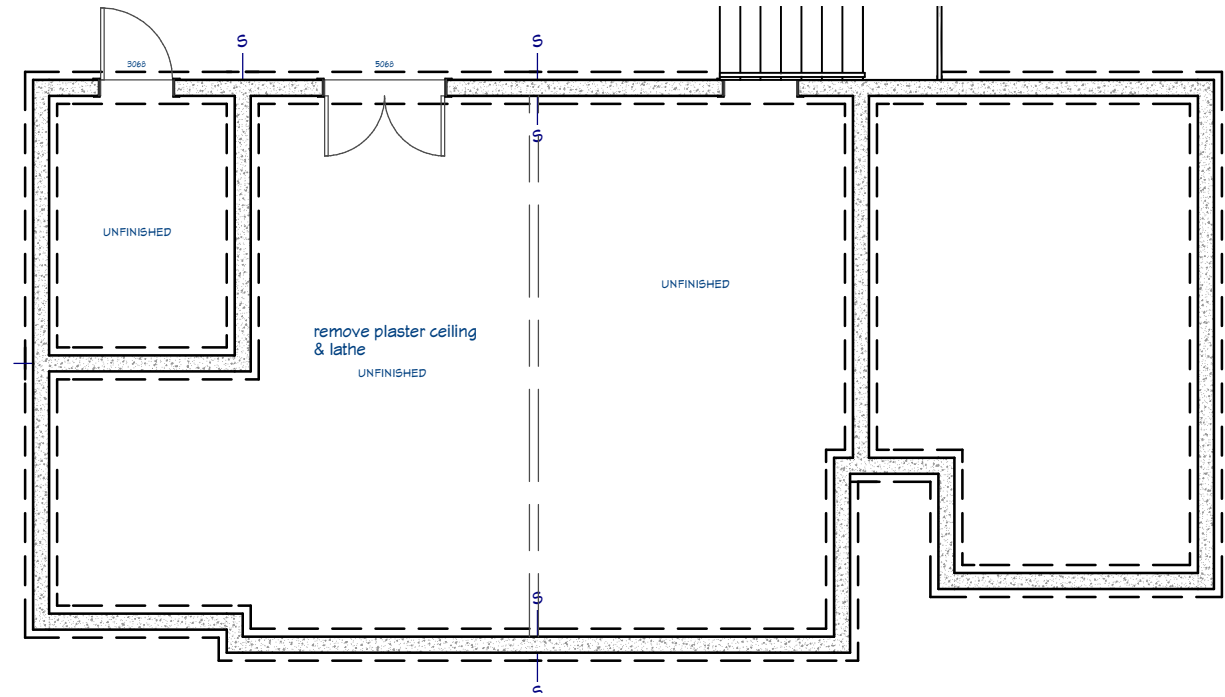 S
S
3068
5068
S
UNFINISHED
UNFINISHED
remove plaster ceiling
& lathe
UNFINISHED
S
S